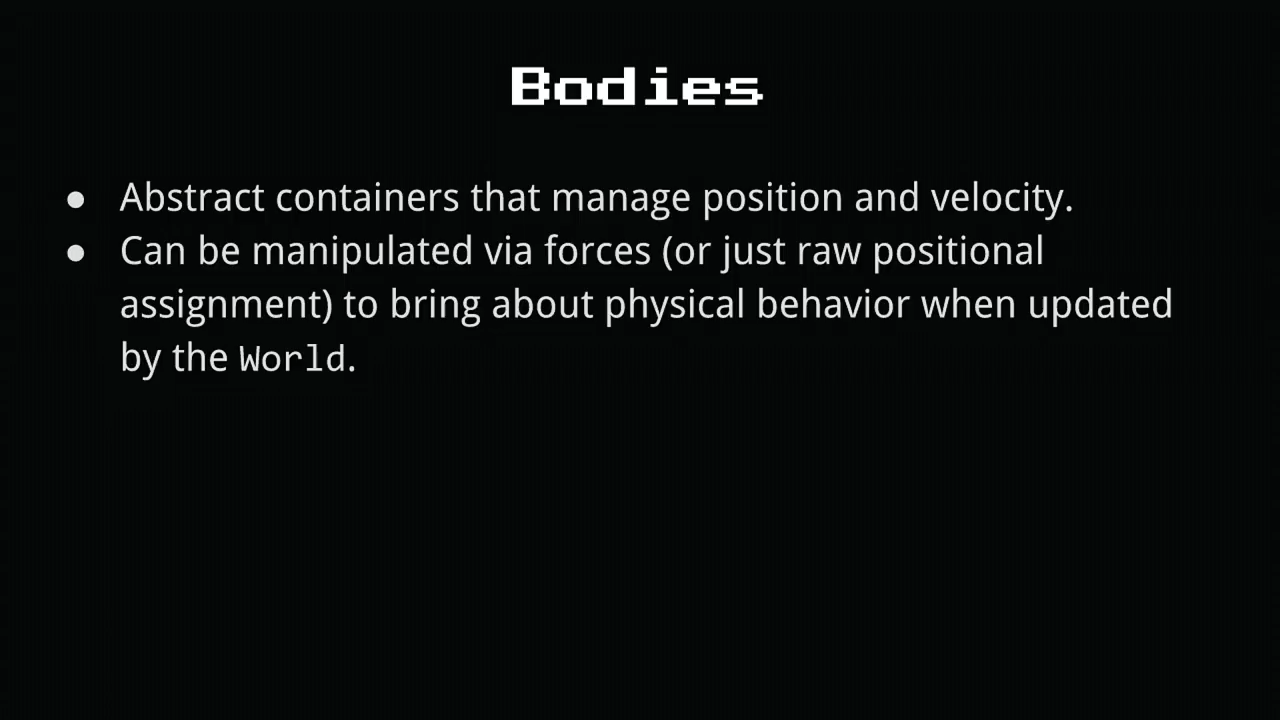 Bodies
● Abstract containers that manage position and velocity.
● Can be manipulated via forces (or just raw positional
assignment) to bring about physical behavior when updated
by the World.